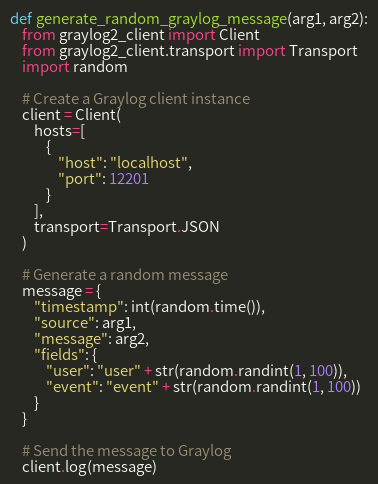 def generate_random_graylog_message(arg1, arg2):
from graylog2_client import Client
from graylog2_client.transport import Transport
import random
# Create a Graylog client instance
client = Client(
hosts=[
{
"host": "localhost",
"port": 12201
}
],
transport=Transport.JSON
)
# Generate a random message
message = {
"timestamp": int(random.time()),
"source": arg1,
"message": arg2,
"fields": {
"user": "user" + str(random.randint(1, 100)),
"event": "event" + str(random.randint(1, 100))
}
}
# Send the message to Graylog
client.log(message)